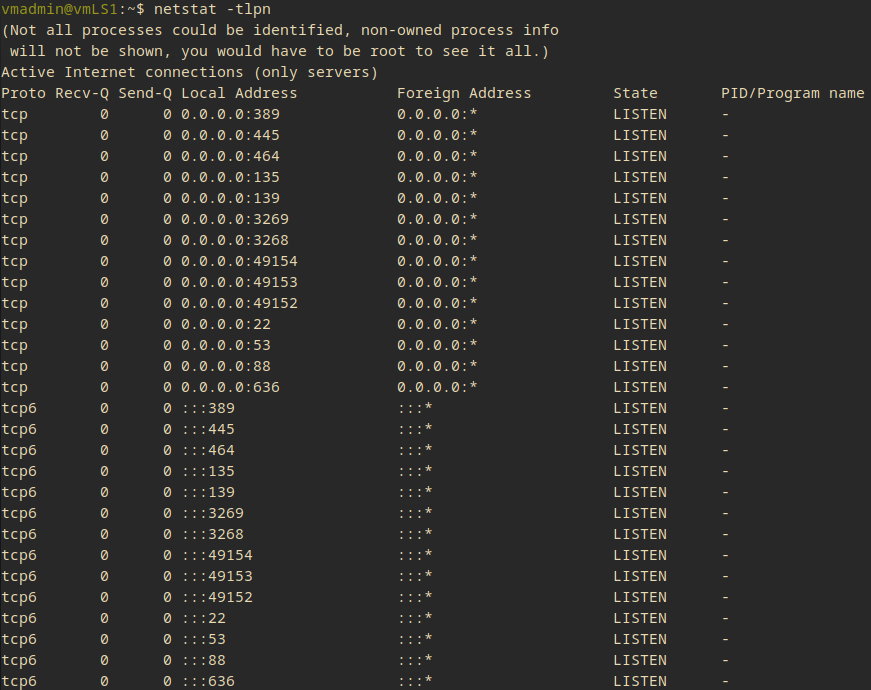 vmadmin@vmLS1:~$ netstat -tlpn
(Not all processes could be identified, non-owned process info
 will not be shown, you would have to be root to see it all.)
Active Internet connections (only servers)
Proto Recv-Q Send-Q Local Address           Foreign Address         State       PID/Program name
tcp        0      0 0.0.0.0:389             0.0.0.0:*               LISTEN      -
tcp        0      0 0.0.0.0:445             0.0.0.0:*               LISTEN      -
tcp        0      0 0.0.0.0:464             0.0.0.0:*               LISTEN      -
tcp        0      0 0.0.0.0:135             0.0.0.0:*               LISTEN      -
tcp        0      0 0.0.0.0:139             0.0.0.0:*               LISTEN      -
tcp        0      0 0.0.0.0:3269            0.0.0.0:*               LISTEN      -
tcp        0      0 0.0.0.0:3268            0.0.0.0:*               LISTEN      -
tcp        0      0 0.0.0.0:49154           0.0.0.0:*               LISTEN      -
tcp        0      0 0.0.0.0:49153           0.0.0.0:*               LISTEN      -
tcp        0      0 0.0.0.0:49152           0.0.0.0:*               LISTEN      -
tcp        0      0 0.0.0.0:22              0.0.0.0:*               LISTEN      -
tcp        0      0 0.0.0.0:53              0.0.0.0:*               LISTEN      -
tcp        0      0 0.0.0.0:88              0.0.0.0:*               LISTEN      -
tcp        0      0 0.0.0.0:636             0.0.0.0:*               LISTEN      -
tcp6       0      0 :::389                  :::*                    LISTEN      -
tcp6       0      0 :::445                  :::*                    LISTEN      -
tcp6       0      0 :::464                  :::*                    LISTEN      -
tcp6       0      0 :::135                  :::*                    LISTEN      -
tcp6       0      0 :::139                  :::*                    LISTEN      -
tcp6       0      0 :::3269                 :::*                    LISTEN      -
tcp6       0      0 :::3268                 :::*                    LISTEN      -
tcp6       0      0 :::49154                :::*                    LISTEN      -
tcp6       0      0 :::49153                :::*                    LISTEN      -
tcp6       0      0 :::49152                :::*                    LISTEN      -
tcp6       0      0 :::22                   :::*                    LISTEN      -
tcp6       0      0 :::53                   :::*                    LISTEN      -
tcp6       0      0 :::88                   :::*                    LISTEN      -
tcp6       0      0 :::636                  :::*                    LISTEN      -